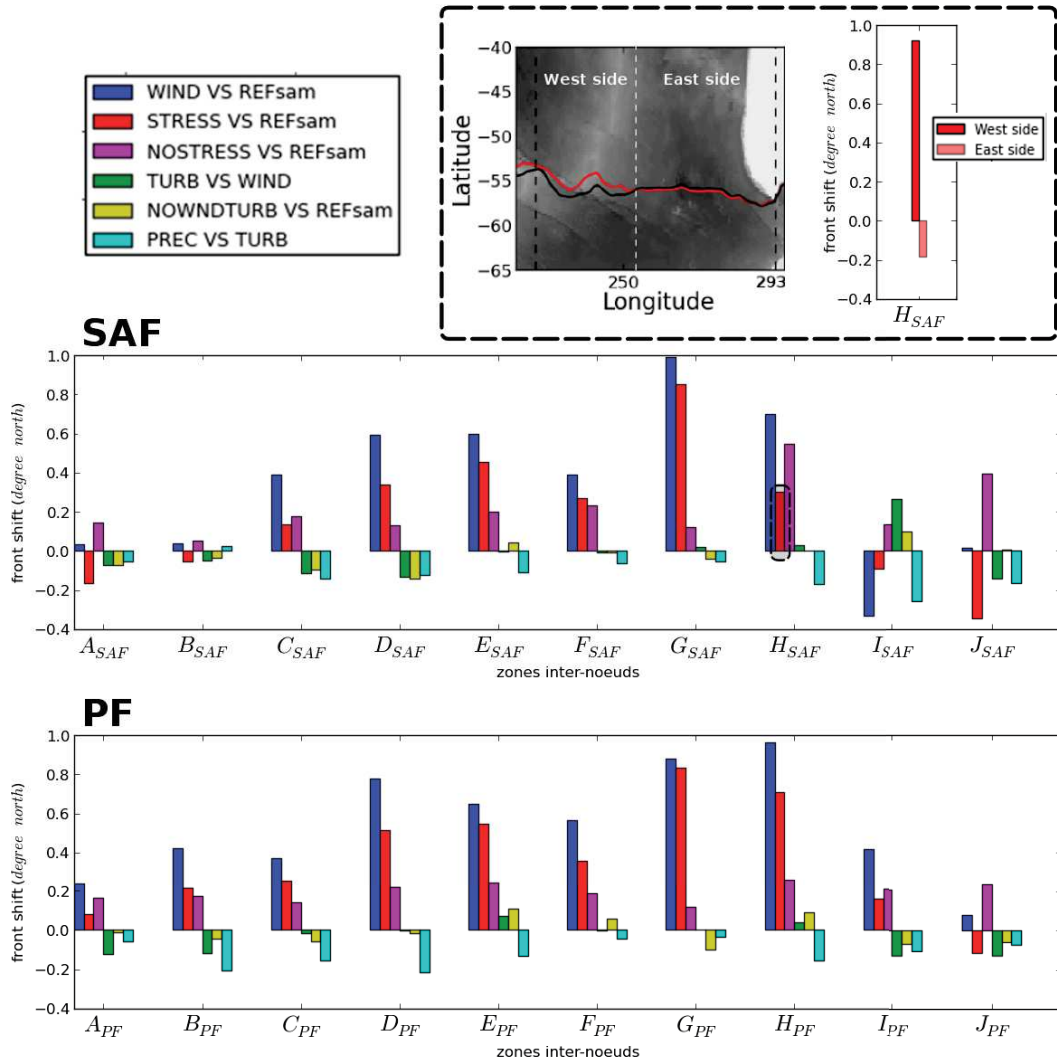 WIND VS REFsam
STRESS VS REFsam
NOSTRESS VS REFsam
TURB VS WIND
NOWNDTURB VS REFsam
PREC VS TURB
−40
−45
−50
−55
−60
−65
Latitude
West side
East side
250
293
Longitude
1.0
0.8
0.6
0.4
0.2
0.0
−0.2
−0.4
front shift (degree north)
West side
East side
H_SAF
SAF
1.0
0.8
0.6
0.4
0.2
0.0
−0.2
−0.4
front shift (degree north)
A_SAF B_SAF C_SAF D_SAF E_SAF F_SAF G_SAF H_SAF I_SAF J_SAF
zones inter-noeuds
PF
1.0
0.8
0.6
0.4
0.2
0.0
−0.2
−0.4
front shift (degree north)
A_PF B_PF C_PF D_PF E_PF F_PF G_PF H_PF I_PF J_PF
zones inter-noeuds